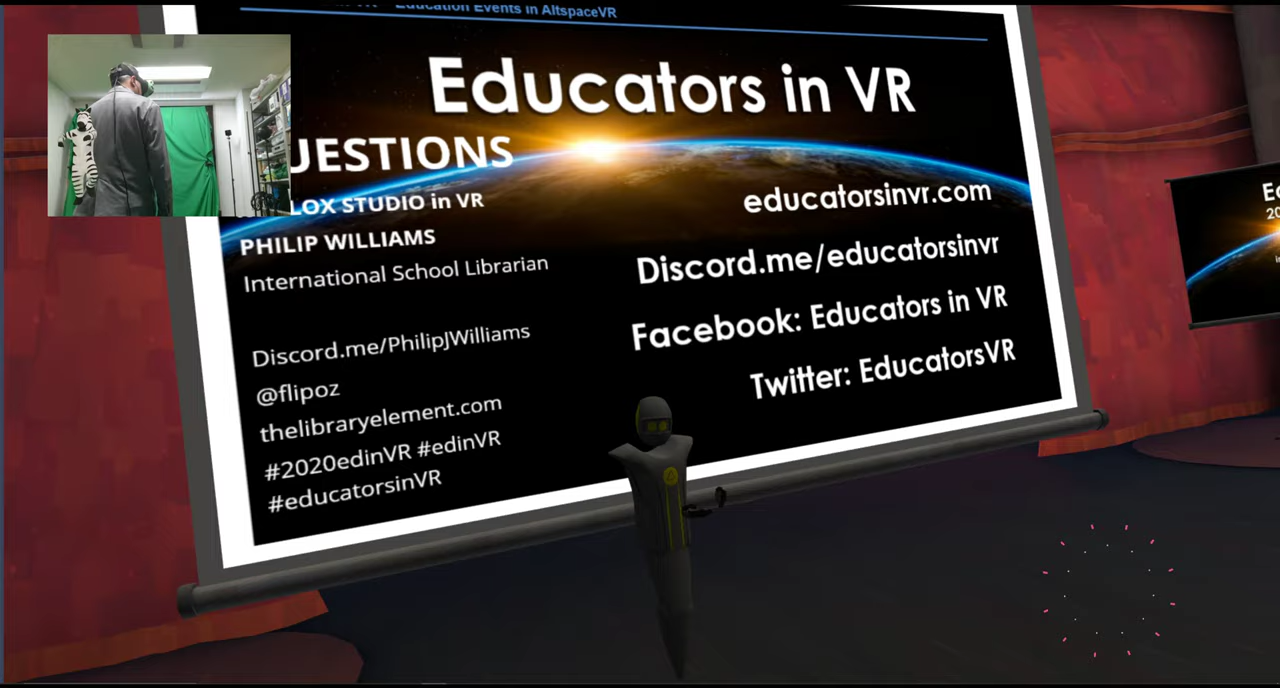 Education Events in AltspaceVR
Educators in VR
UESTIONS
LOX STUDIO in VR
PHILIP WILLIAMS
International School Librarian
Discord.me/PhilipJWilliams
@flipoz
thelibraryelement.com
#2020edinVR #edinVR
#educatorsinVR
educatorsinvr.com
Discord.me/educatorsinvr
Facebook: Educators in VR
Twitter: EducatorsVR